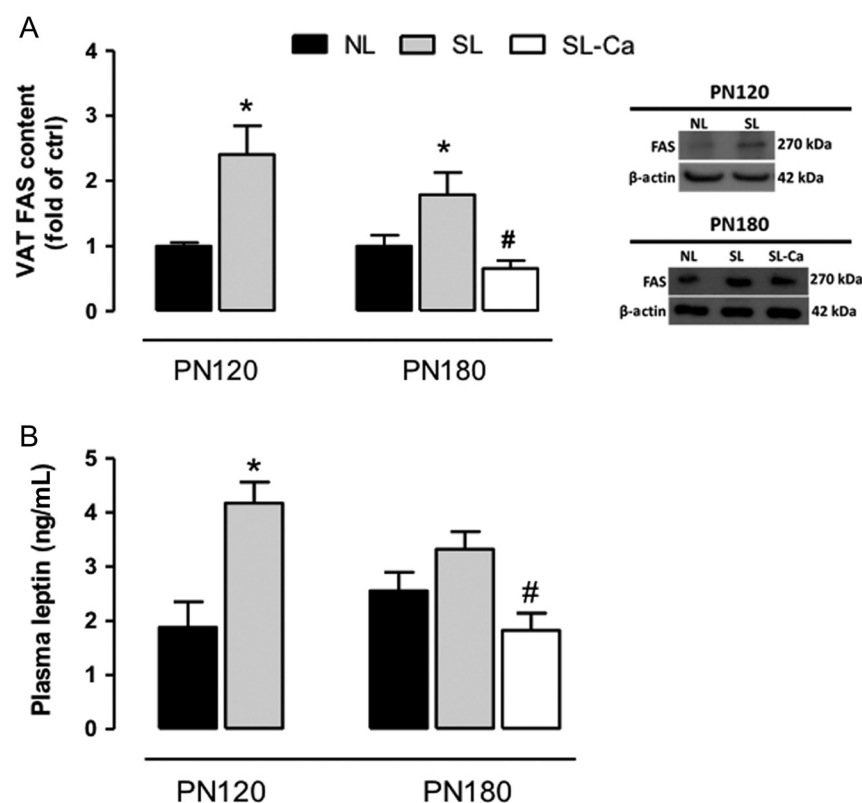 A
NL SL SL-Ca
VAT FAS content
(fold of ctrl)
4
3
2
1
0
*
*
#
PN120 PN180
PN120
NL SL
FAS 270 kDa
β-actin 42 kDa
PN180
NL SL SL-Ca
FAS 270 kDa
β-actin 42 kDa
B
Plasma leptin (ng/mL)
5
4
3
2
1
0
*
#
PN120 PN180